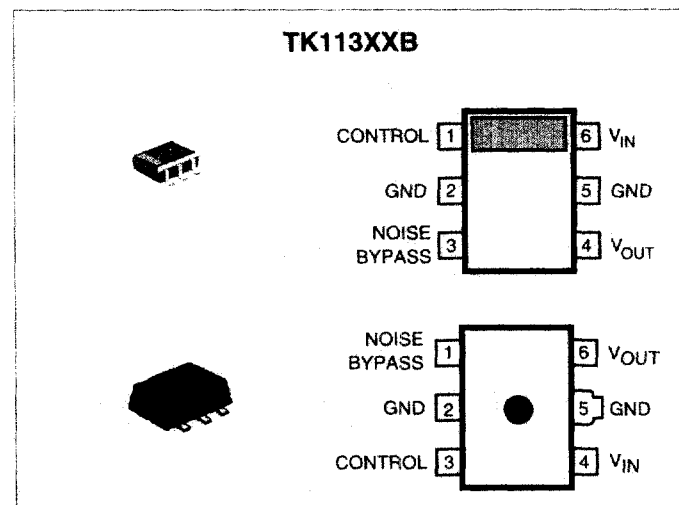 TK113XXB
CONTROL 1 6 VIN
GND 2 5 GND
NOISE BYPASS 3 4 VOUT
NOISE BYPASS 1 6 VOUT
GND 2 5 GND
CONTROL 3 4 VIN